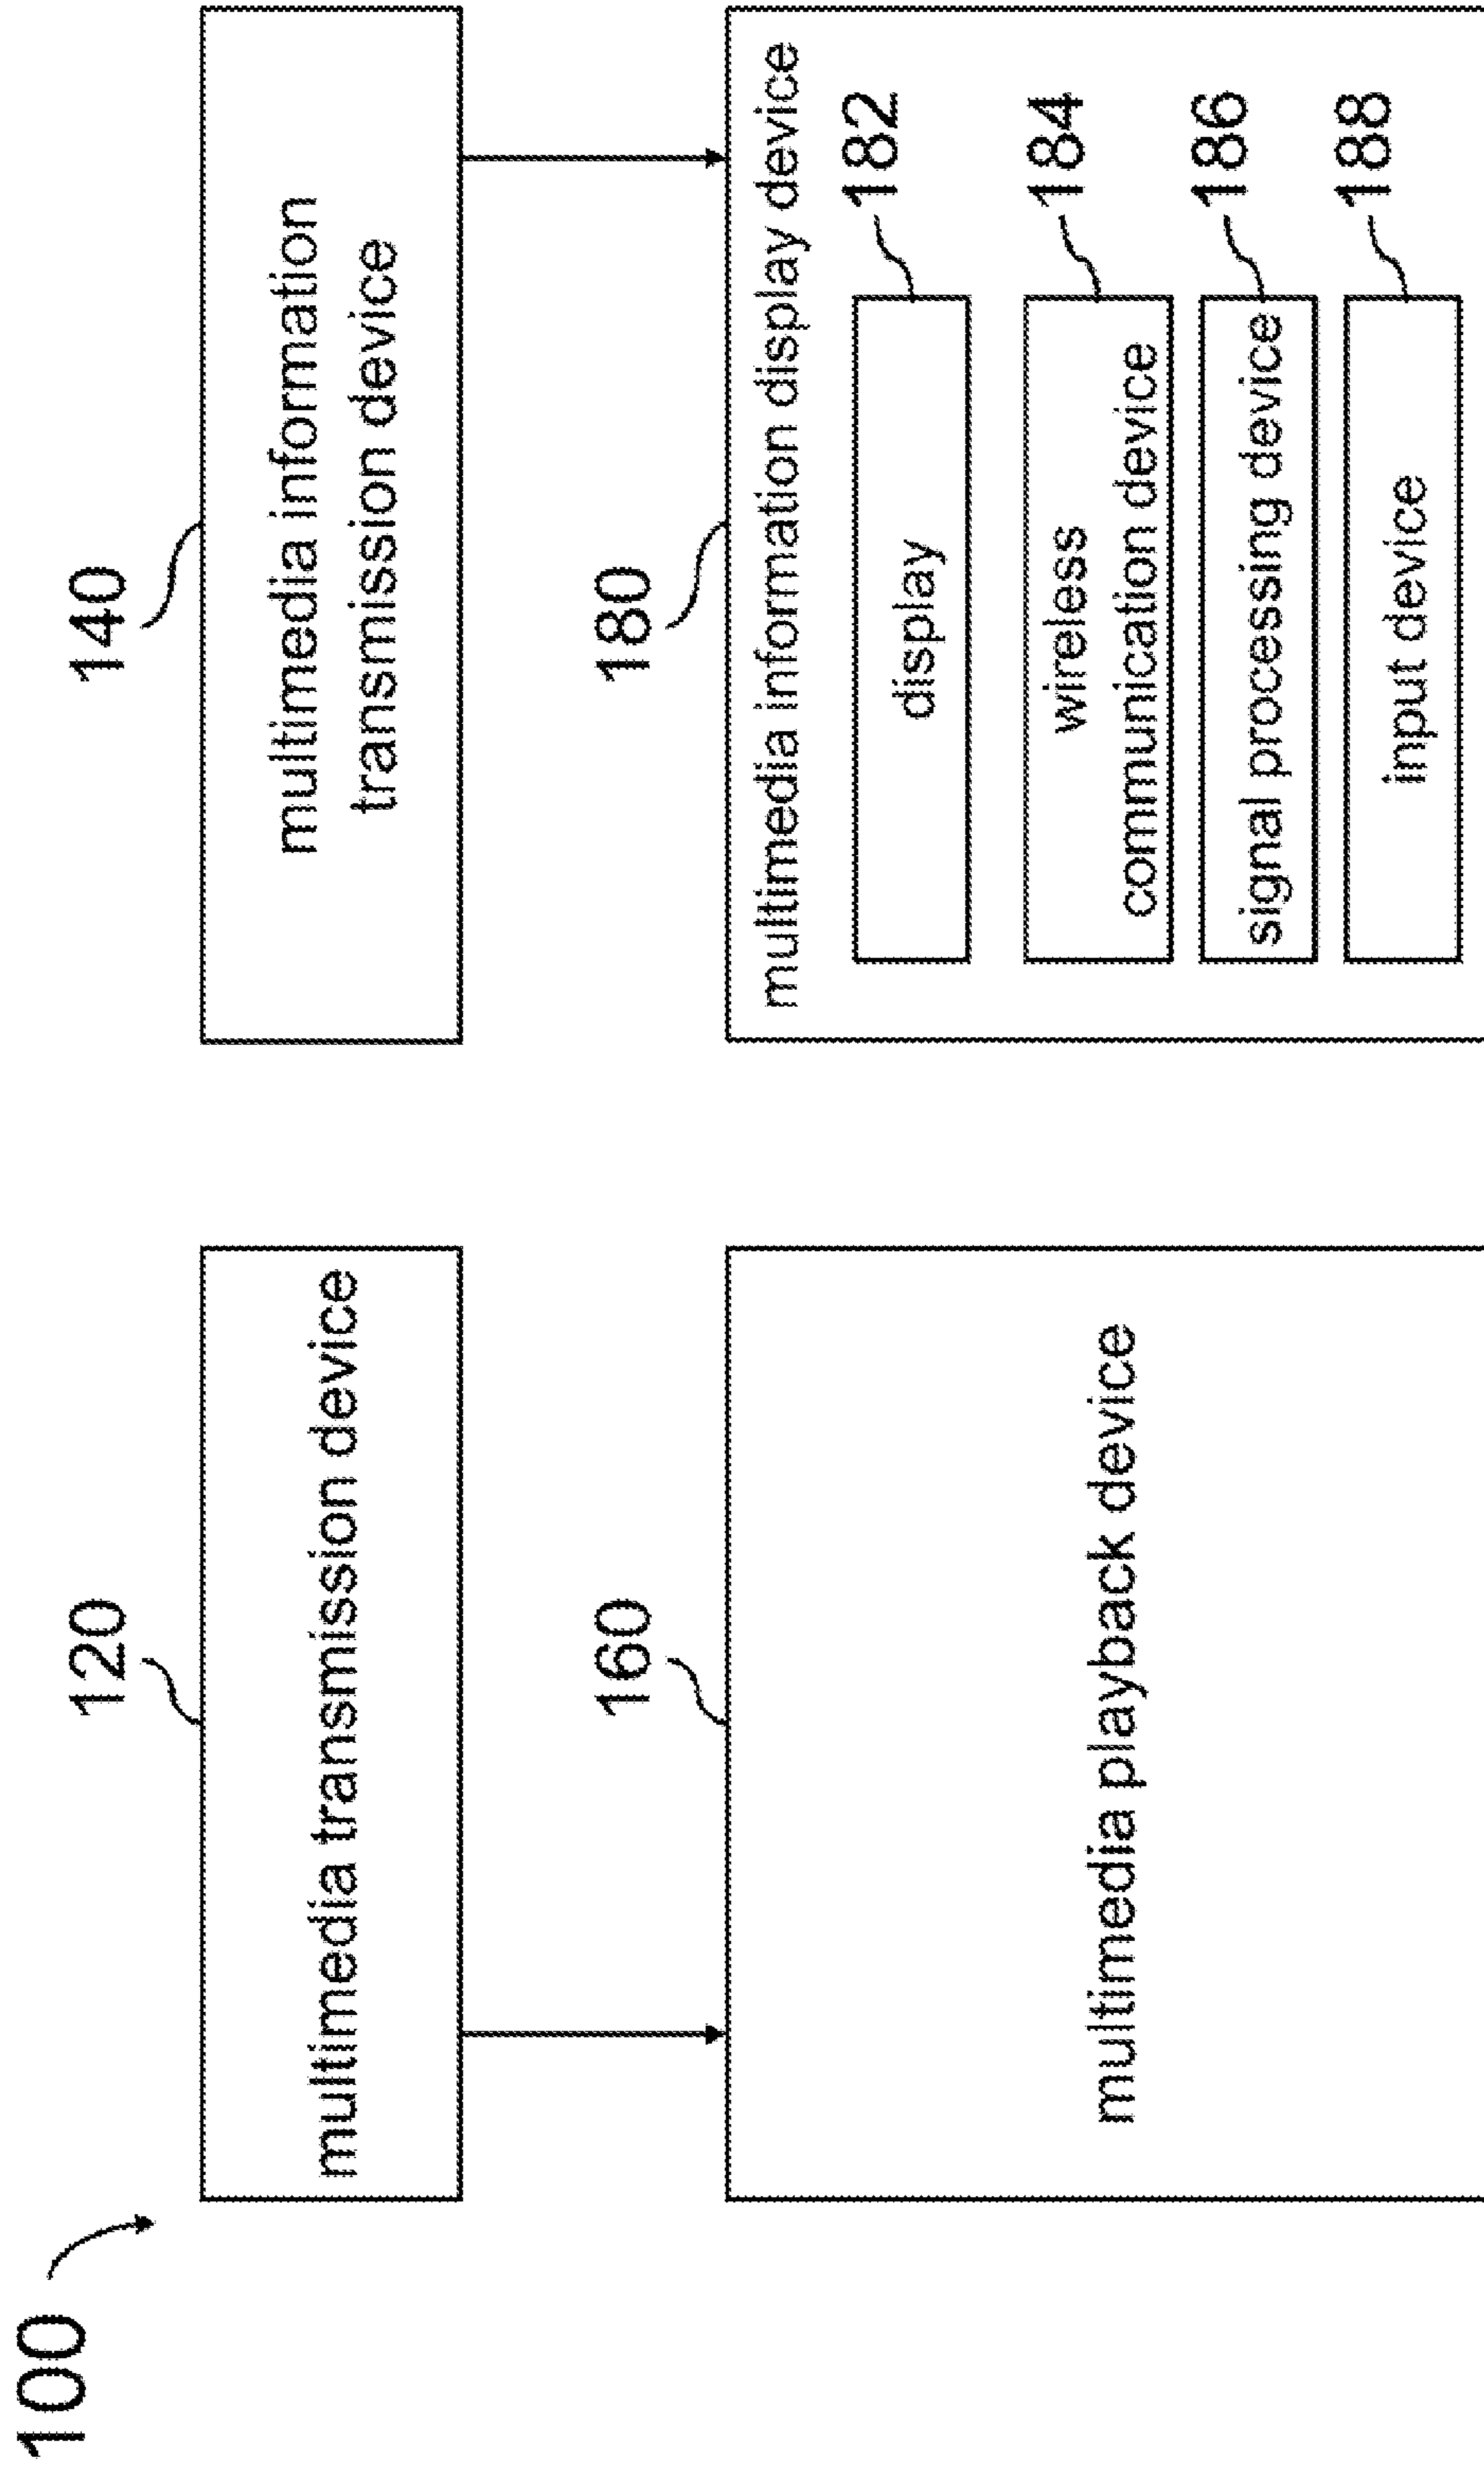 100
120
multimedia transmission device
140
multimedia information
transmission device
160
multimedia playback device
180
multimedia information display device
display
182
wireless
communication device
184
signal processing device
186
input device
188